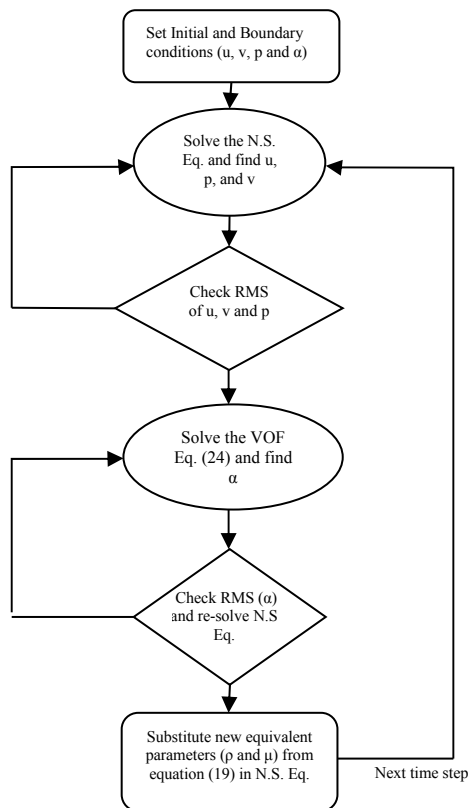 Set Initial and Boundary
conditions (u, v, p and α)
Solve the N.S.
Eq. and find u,
p, and v
Check RMS
of u, v and p
Solve the VOF
Eq. (24) and find
α
Check RMS (α)
and re-solve N.S
Eq.
Substitute new equivalent
parameters (ρ and μ) from
equation (19) in N.S. Eq.
Next time step